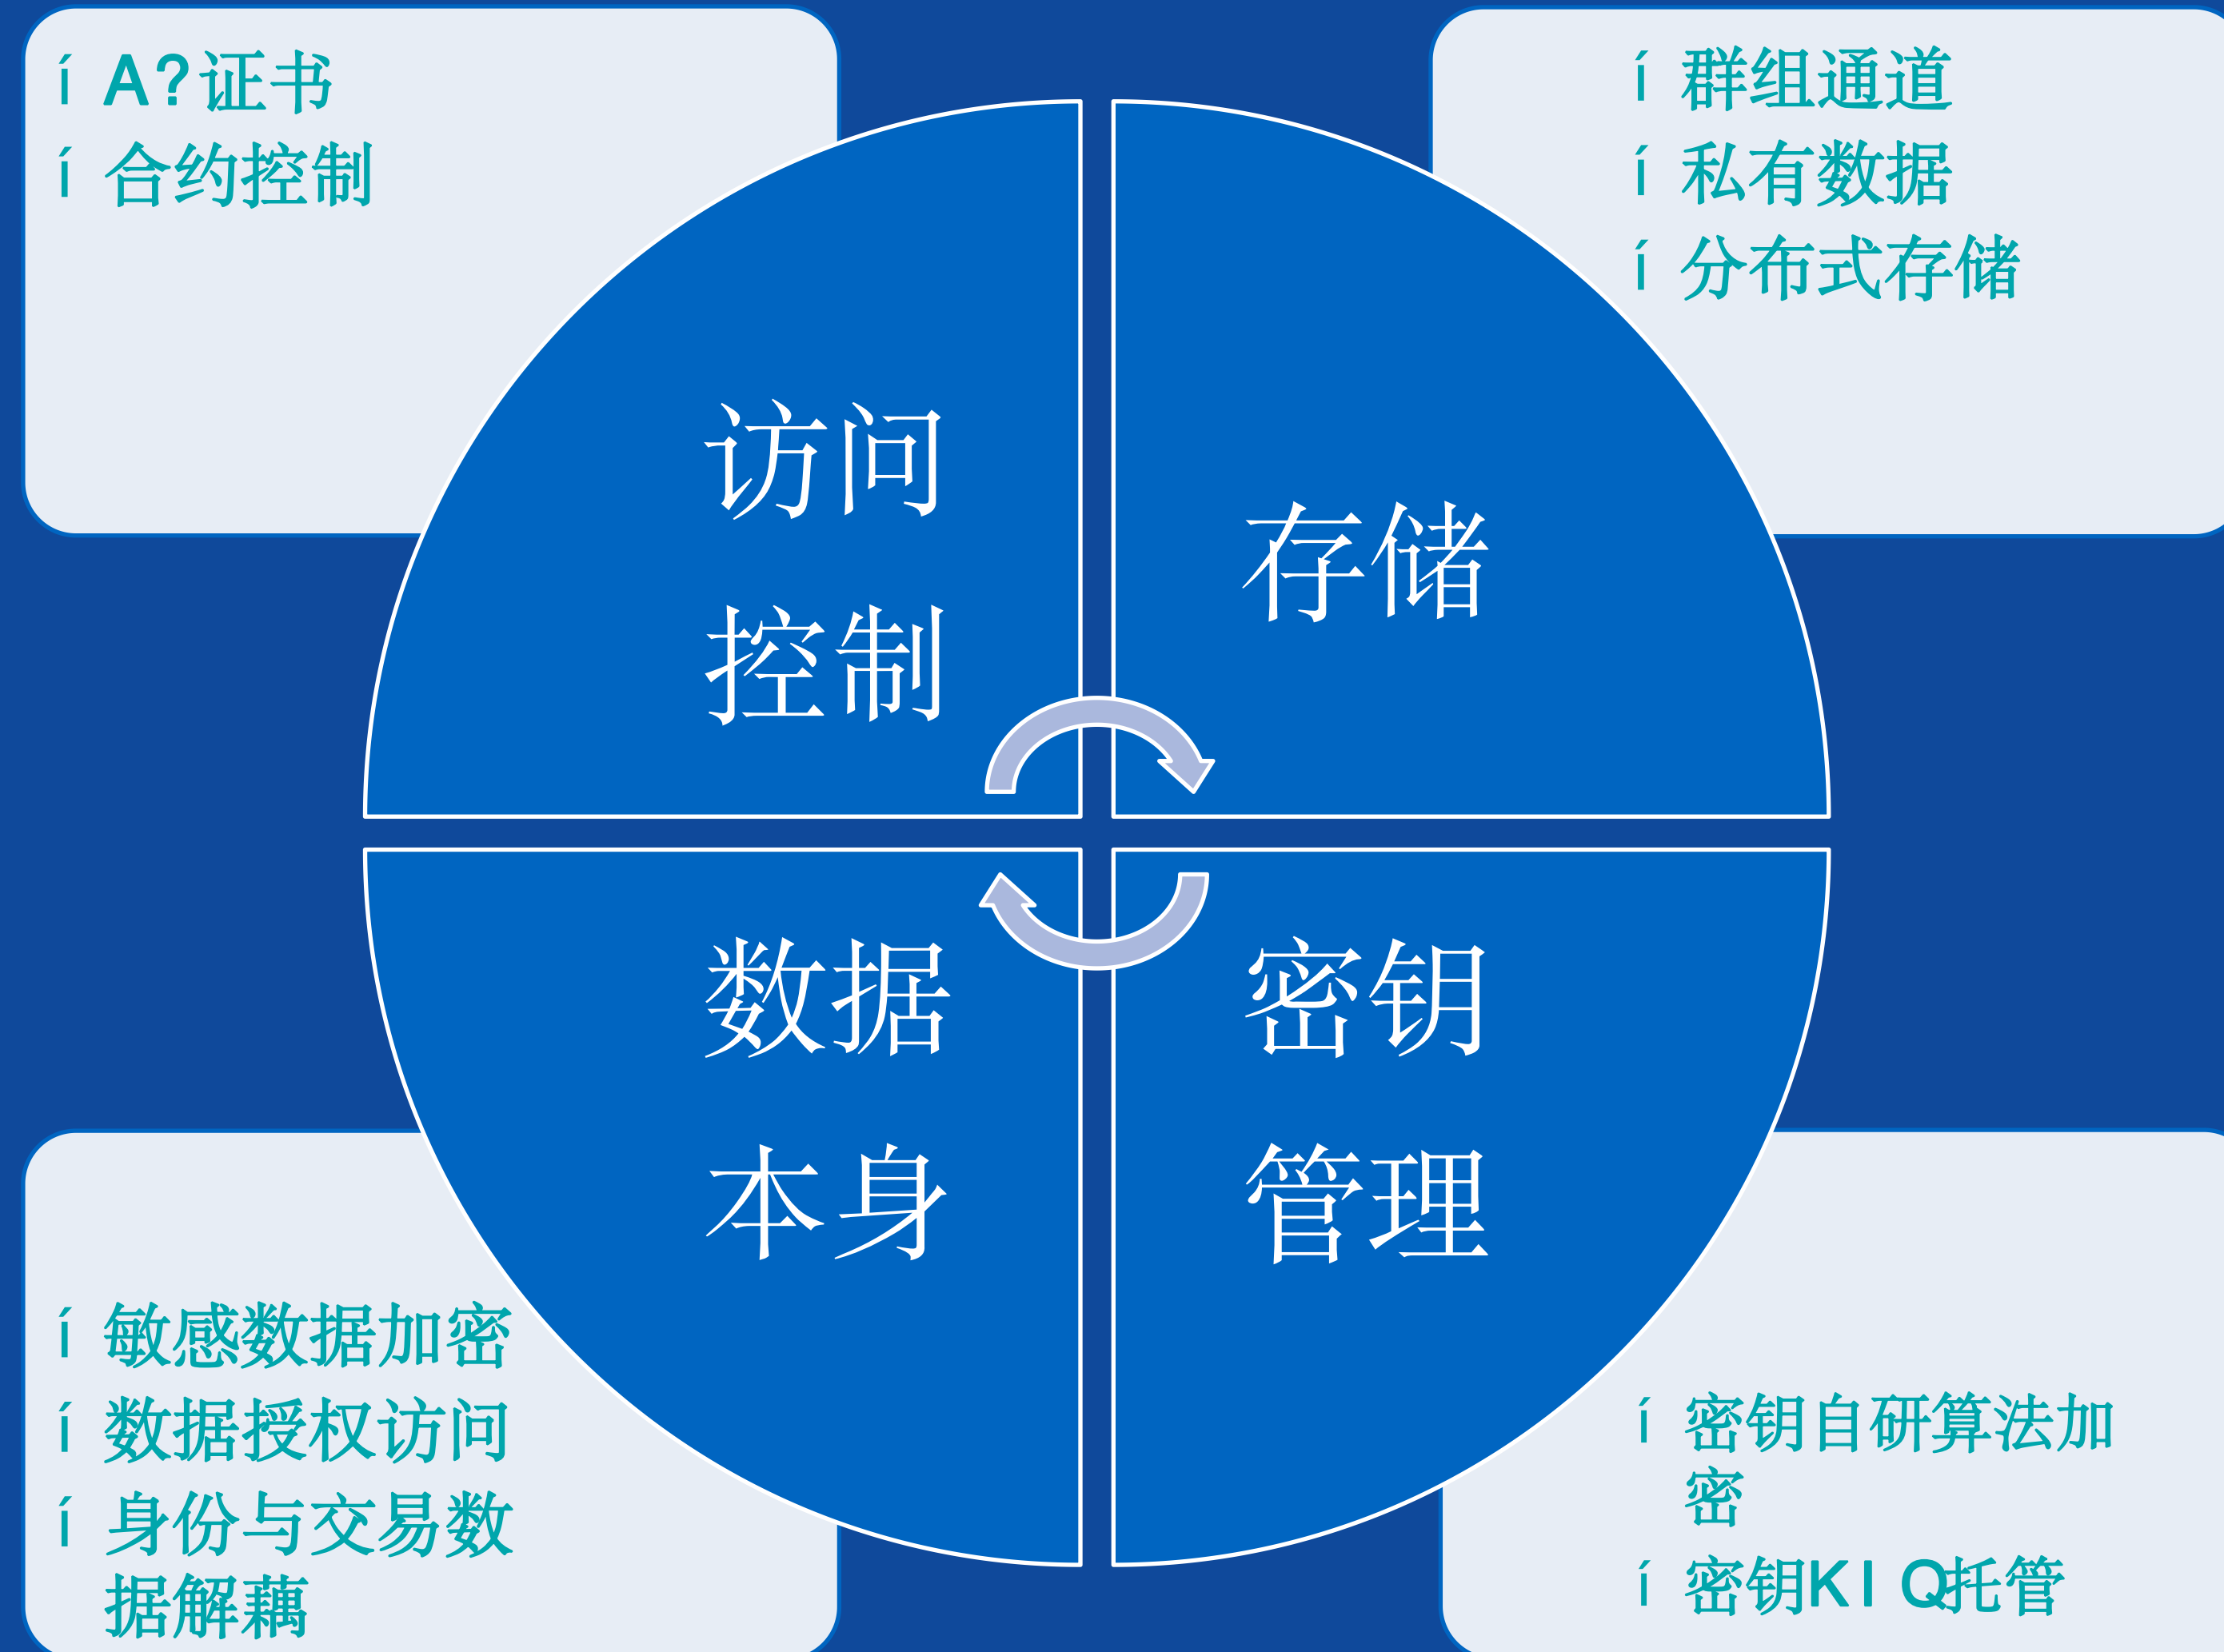 í A?证书
í 合约控制
í 群组通道
í 私有数据
í 分布式存储
访问
控制
存储
数据
本身
密钥
管理
í 敏感数据加密
í 数据授权访问
í 身份与交易数
据解藕
í 密钥自研算法加
密
í 密钥KI Q托管